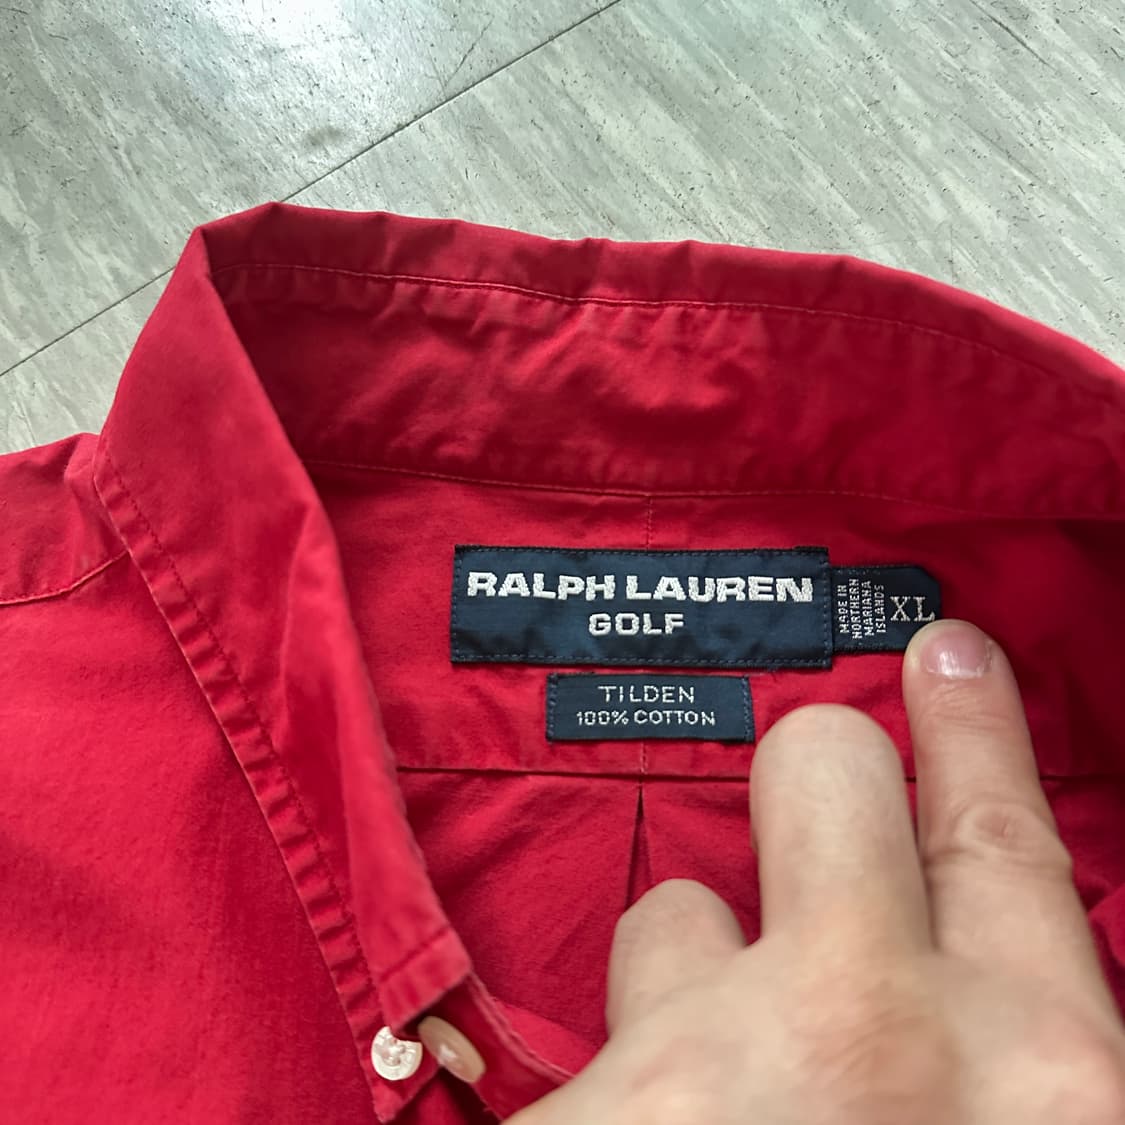 RALPH LAUREN
GOLF
MADE IN
NORTHERN
MARIANA
ISLANDS
XL
TILDEN
100% COTTON